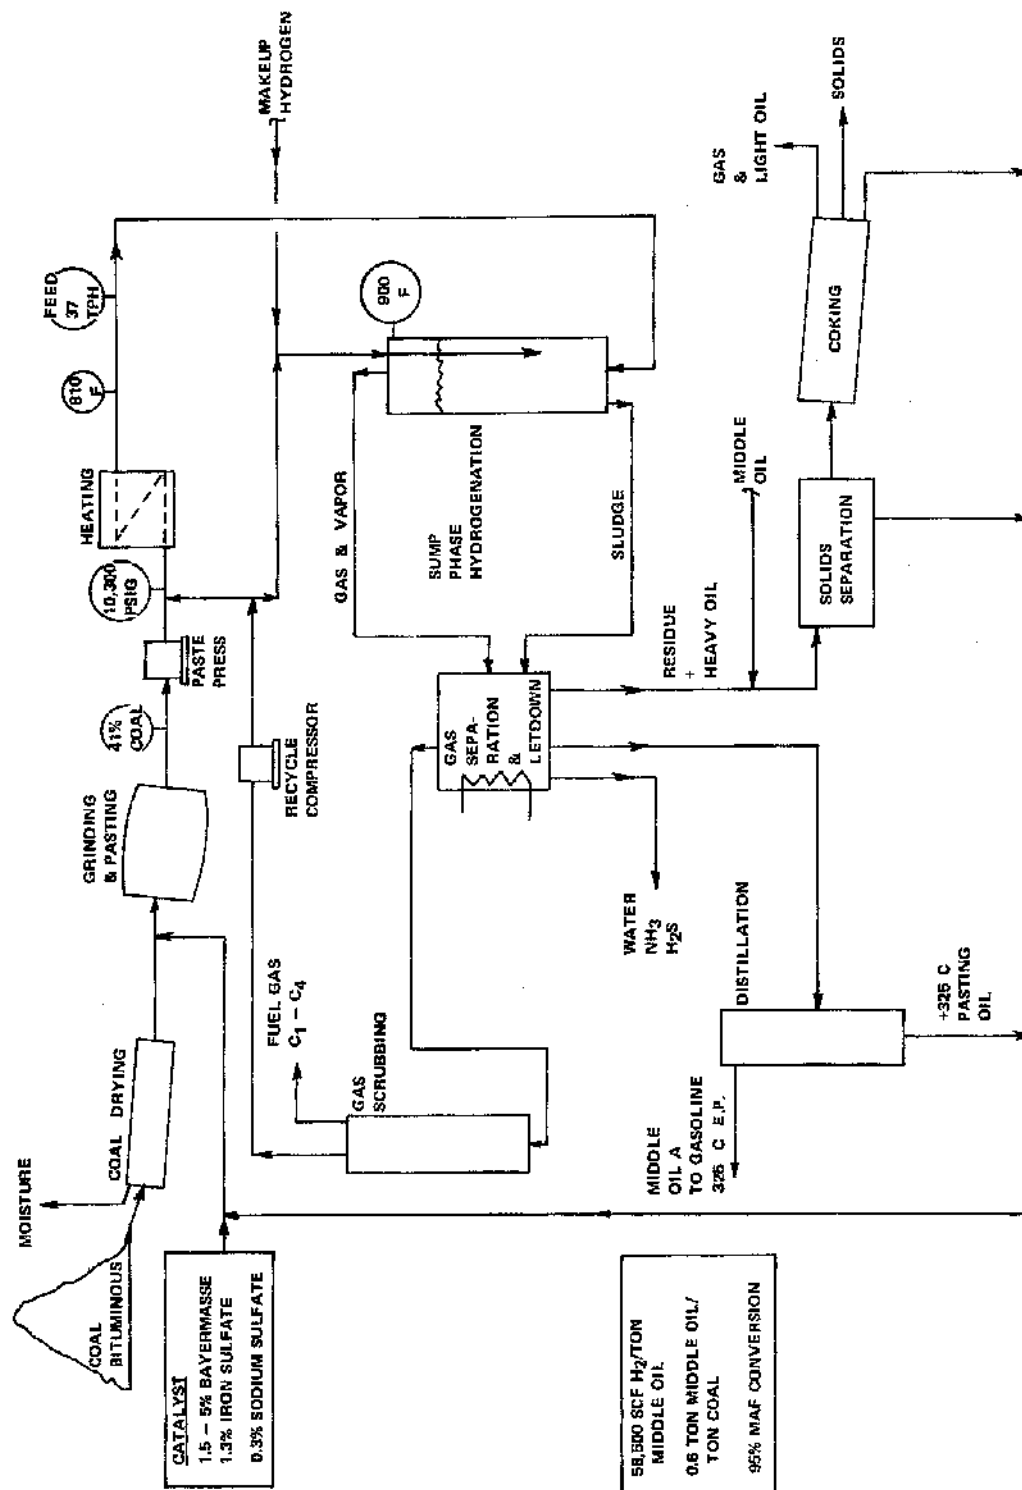 MOISTURE
COAL
BITUMINOUS
COAL DRYING
GRINDING
& PASTING
41%
COAL
PASTE
PRESS
10,300
PSIG
HEATING
810
F
FEED
37
TPH
MAKEUP
HYDROGEN
CATALYST
1.5 – 5% BAYERMASSE
1.3% IRON SULFATE
0.3% SODIUM SULFATE
FUEL GAS
C1 – C4
GAS
SCRUBBING
RECYCLE
COMPRESSOR
GAS & VAPOR
SUMP
PHASE
HYDROGENATION
900
F
SLUDGE
GAS
SEPA-
RATION
&
LETDOWN
WATER
NH3
H2S
RESIDUE
+
HEAVY OIL
MIDDLE
OIL
GAS
&
LIGHT OIL
SOLIDS
COKING
SOLIDS
SEPARATION
MIDDLE
OIL A
TO GASOLINE
325 C E.P.
DISTILLATION
+325 C
PASTING
OIL
SCF H2/TON
MIDDLE OIL
0.6 TON MIDDLE OIL/
TON COAL
95% MAF CONVERSION